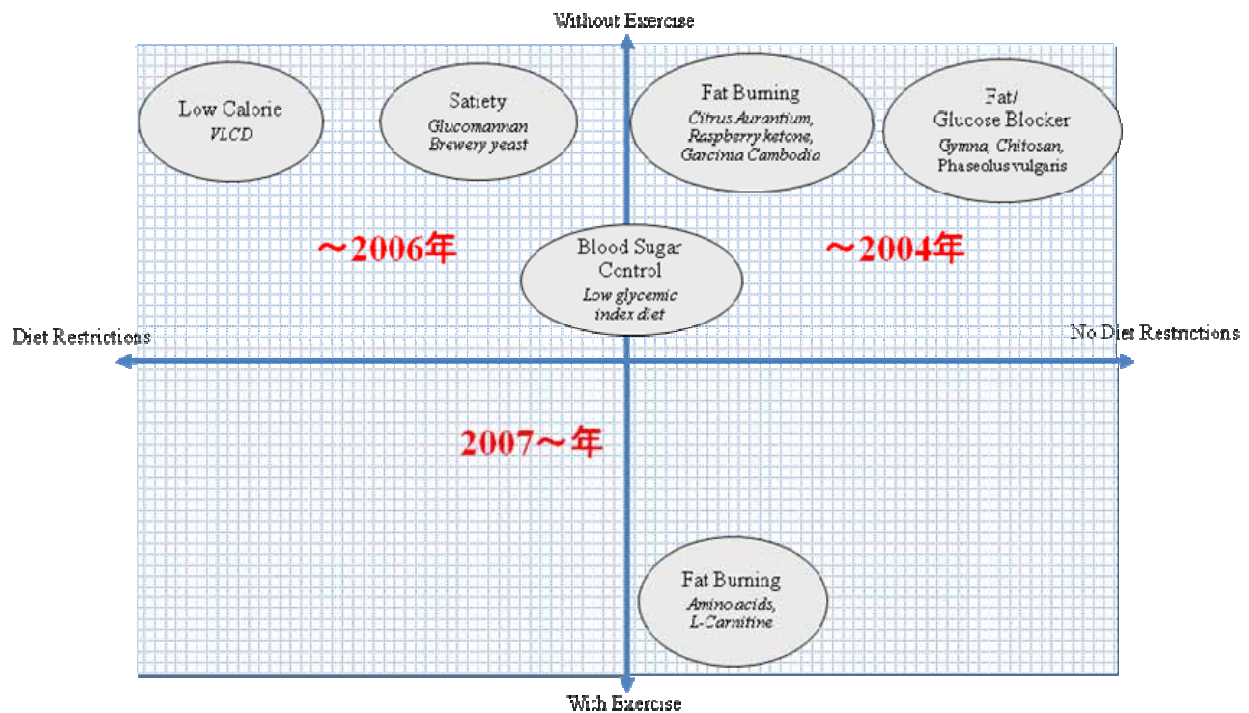 Without Exercise
Low Calorie
VLCD
Satiety
Glucomannan
Brewery yeast
Fat Burning
Citrus Aurantium,
Raspberry ketone,
Garcinia Cambodia
Fat/
Glucose Blocker
Gymna, Chitosan,
Phaseolus vulgaris
～2006年
Blood Sugar
Control
Low glycemic
index diet
～2004年
Diet Restrictions
No Diet Restrictions
2007～年
Fat Burning
Amino acids,
L-Carnitine
With Exercise